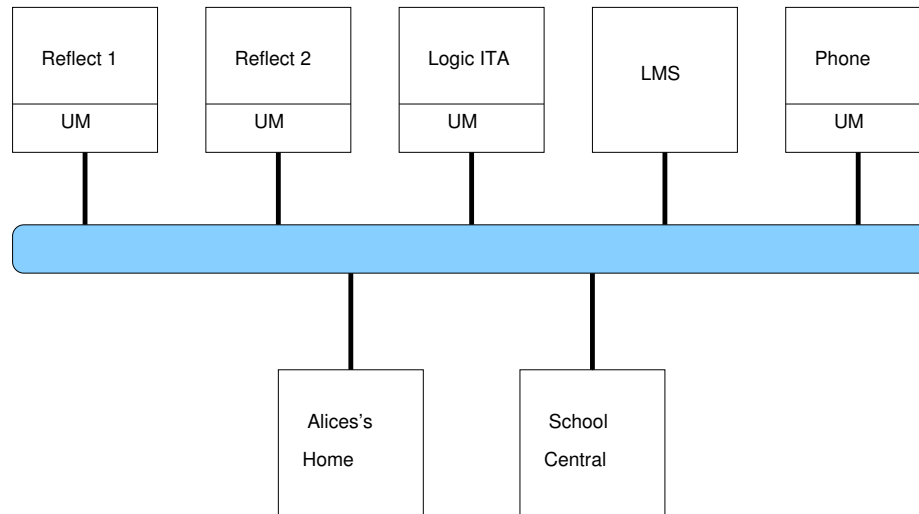 Reflect 1
UM
Reflect 2
UM
Logic ITA
UM
LMS
Phone
UM
Alices's
Home
School
Central